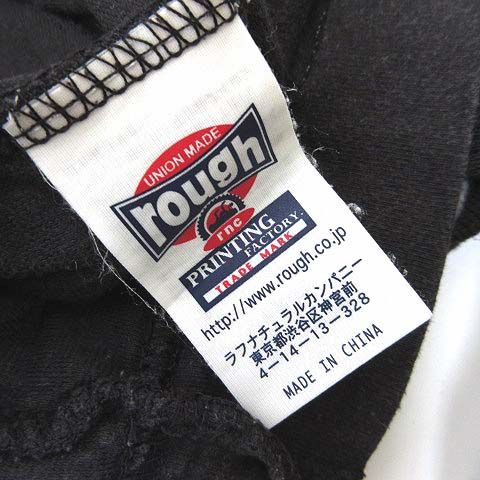 UNION MADE
rough
rnc
PRINTING
FACTORY.
TRADE MARK
http://www.rough.co.jp
ラフナチュラルカンパニー
東京都渋谷区神宮前
4-14-13-328
MADE IN CHINA